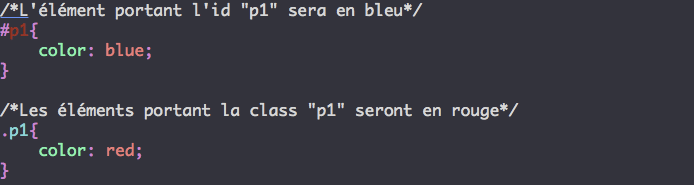 /*L'élément portant l'id "p1" sera en bleu*/
#p1{
    color: blue;
}
/*Les éléments portant la class "p1" seront en rouge*/
.p1{
    color: red;
}